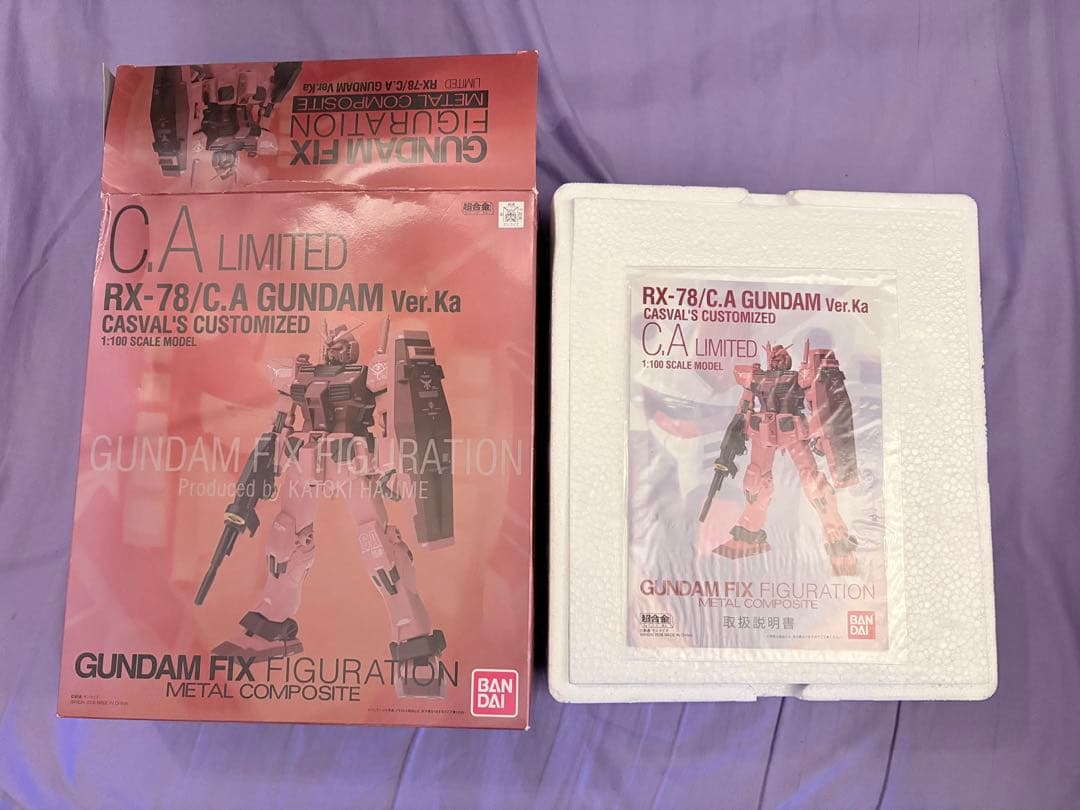 LIMITED RX-78/C.A GUNDAM Ver.Ka
METAL COMPOSITE
FIGURATION
GUNDAM FIX
C.A LIMITED
超合金
RX-78/C.A GUNDAM Ver.Ka
CASVAL'S CUSTOMIZED
1:100 SCALE MODEL
GUNDAM FIX FIGURATION
Produced by KATOKI HAJIME
GUNDAM FIX FIGURATION
METAL COMPOSITE
BAN
DAI
RX-78/C.A GUNDAM Ver.Ka
CASVAL'S CUSTOMIZED
C.A LIMITED
1:100 SCALE MODEL
GUNDAM FIX FIGURATION
METAL COMPOSITE
超合金
取扱説明書
BAN
DAI